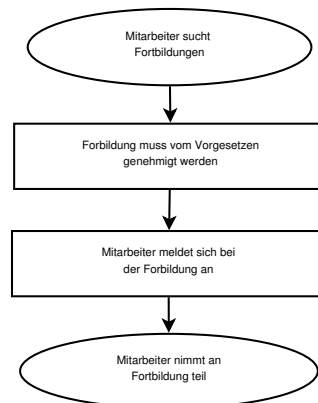 Mitarbeiter sucht
Fortbildungen
Forbildung muss vom Vorgesetzen
genehmigt werden
Mitarbeiter meldet sich bei
der Forbildung an
Mitarbeiter nimmt an
Fortbildung teil